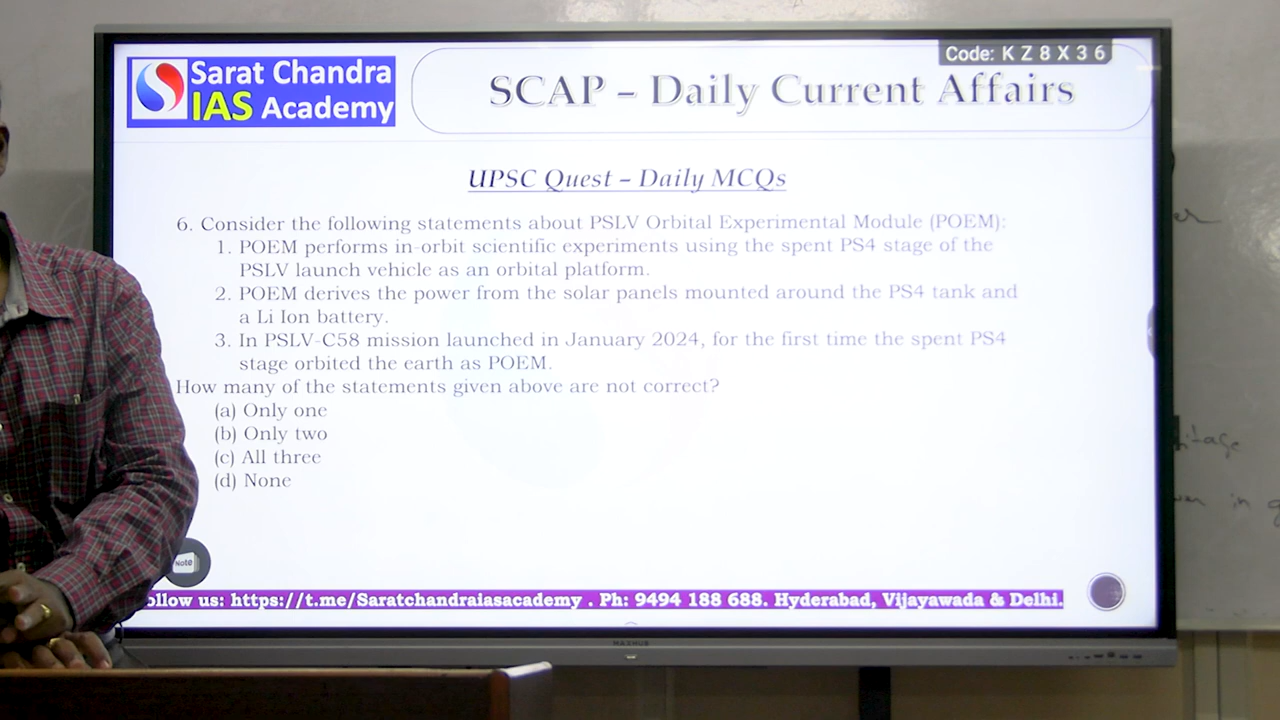 Code: K Z 8 X 3 6
Sarat Chandra
IAS Academy
SCAP – Daily Current Affairs
UPSC Quest – Daily MCQs
6. Consider the following statements about PSLV Orbital Experimental Module (POEM):
1. POEM performs in-orbit scientific experiments using the spent PS4 stage of the
PSLV launch vehicle as an orbital platform.
2. POEM derives the power from the solar panels mounted around the PS4 tank and
a Li Ion battery.
3. In PSLV-C58 mission launched in January 2024, for the first time the spent PS4
stage orbited the earth as POEM.
How many of the statements given above are not correct?
(a) Only one
(b) Only two
(c) All three
(d) None
Note
ollow us: https://t.me/Saratchandraiasacademy . Ph: 9494 188 688. Hyderabad, Vijayawada & Delhi.
MAXHUB